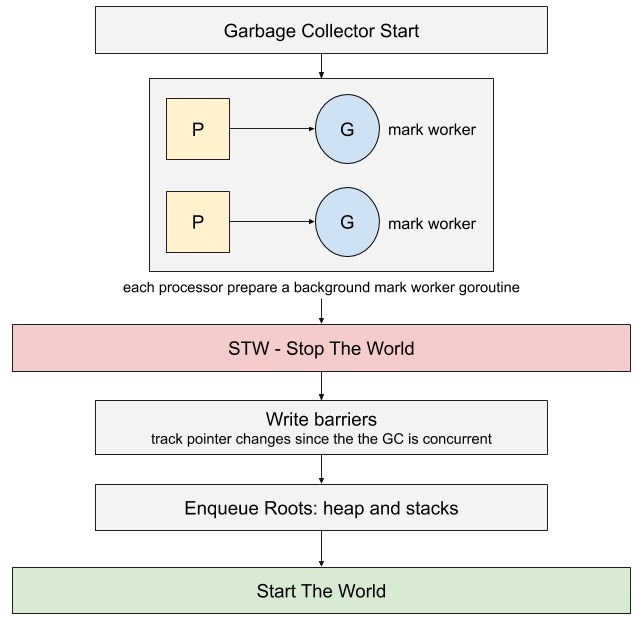 Garbage Collector Start
P
G
mark worker
P
G
mark worker
each processor prepare a background mark worker goroutine
STW - Stop The World
Write barriers
track pointer changes since the the GC is concurrent
Enqueue Roots: heap and stacks
Start The World